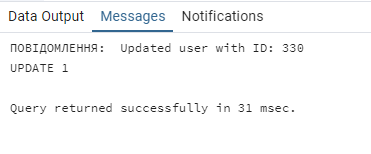 Data Output Messages Notifications
ПОВІДОМЛЕННЯ:  Updated user with ID: 330
UPDATE 1
Query returned successfully in 31 msec.